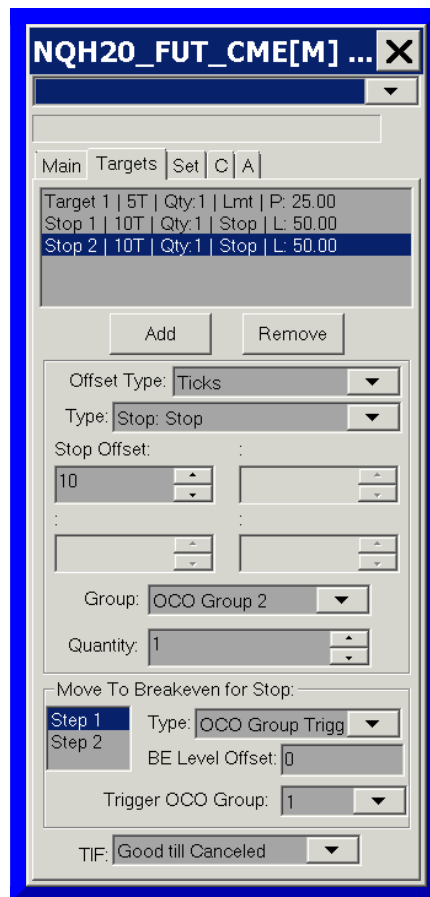 NQH20_FUT_CME[M] ...
Main Targets Set C A
Target 1 | 5T | Qty:1 | Lmt | P: 25.00
Stop 1 | 10T | Qty:1 | Stop | L: 50.00
Stop 2 | 10T | Qty:1 | Stop | L: 50.00
Add Remove
Offset Type: Ticks
Type: Stop: Stop
Stop Offset: :
10
: :
Group: OCO Group 2
Quantity: 1
Move To Breakeven for Stop:
Step 1
Step 2
Type: OCO Group Trigg
BE Level Offset: 0
Trigger OCO Group: 1
TIF: Good till Canceled